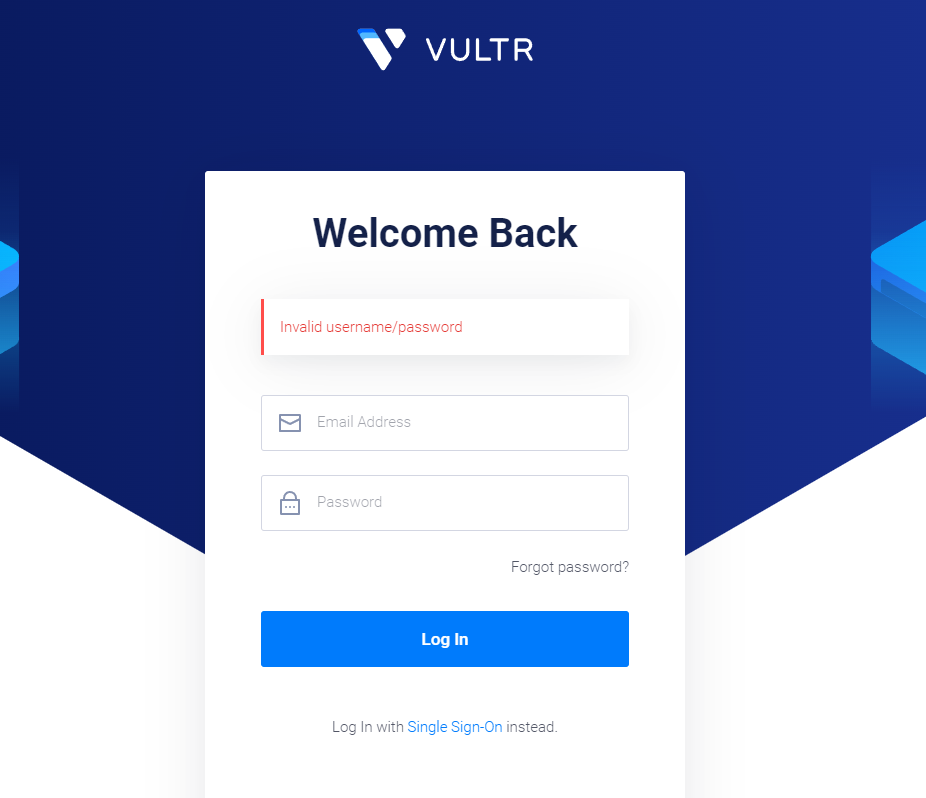 VULTR
Welcome Back
Invalid username/password
Email Address
Password
Forgot password?
Log In
Log In with Single Sign-On instead.